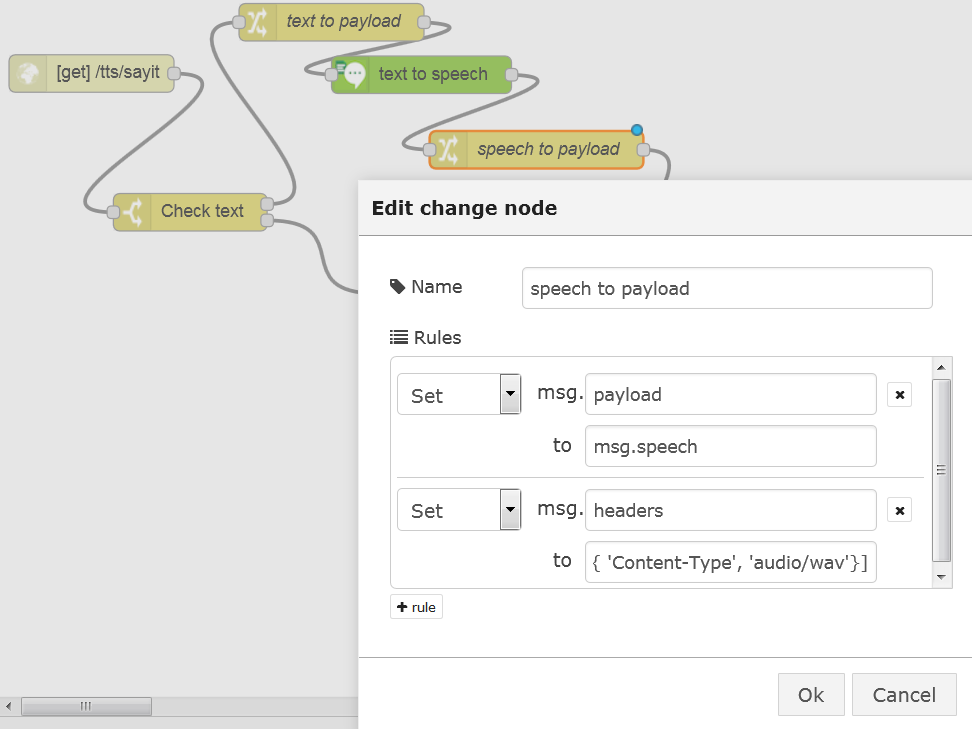 text to payload
[get] /tts/sayit
text to speech
speech to payload
Check text
Edit change node
Name speech to payload
Rules
Set msg. payload
to msg.speech
Set msg. headers
to { 'Content-Type', 'audio/wav'}]
+ rule
Ok Cancel